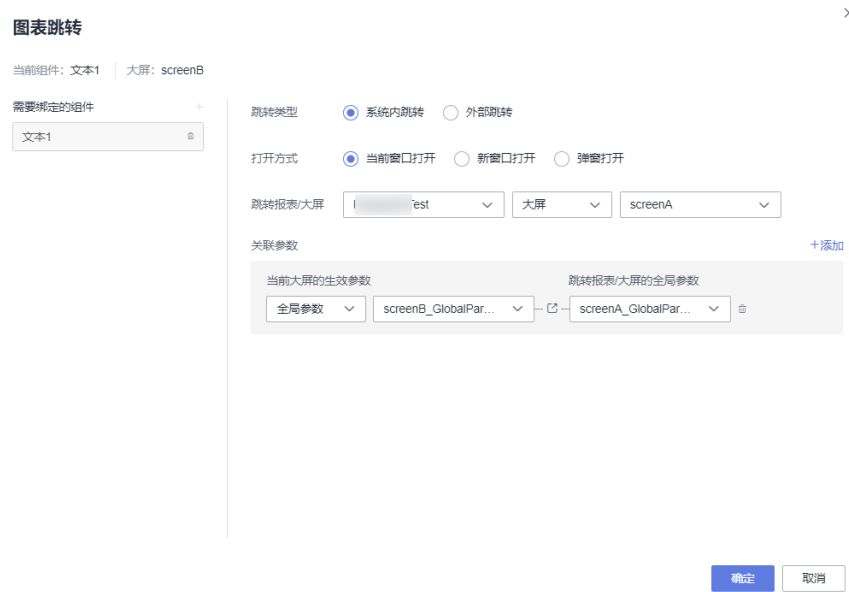 图表跳转
当前组件： 文本1 大屏： screenB
需要绑定的组件
文本1
跳转类型 系统内跳转 外部跳转
打开方式 当前窗口打开 新窗口打开 弹窗打开
跳转报表/大屏 大屏 screenA
关联参数 +添加
当前大屏的生效参数 跳转报表/大屏的全局参数
全局参数 screenB_GlobalPar... screenA_GlobalPar...
确定 取消